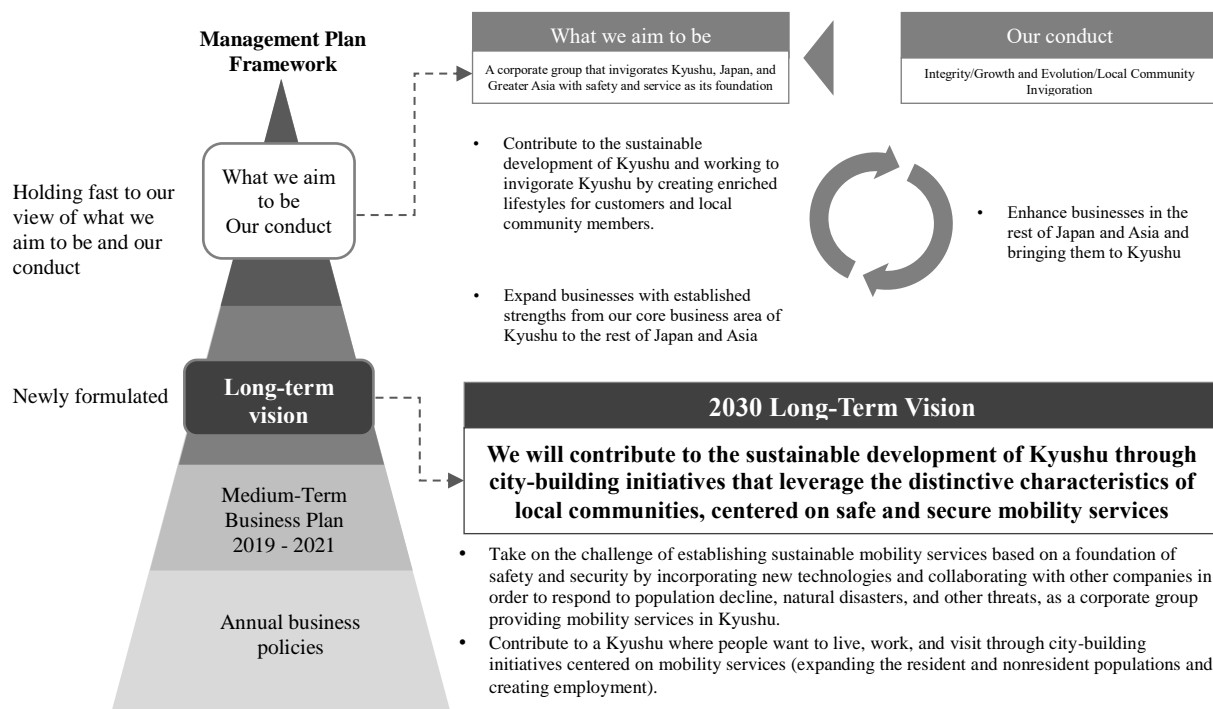 Management Plan
Framework
What we aim
to be
Our conduct
Holding fast to our
view of what we
aim to be and our
conduct
Newly formulated
Long-term
vision
Medium-Term
Business Plan
2019 - 2021
Annual business
policies
What we aim to be
A corporate group that invigorates Kyushu, Japan, and
Greater Asia with safety and service as its foundation
Our conduct
Integrity/Growth and Evolution/Local Community
Invigoration
• Contribute to the sustainable
development of Kyushu and working to
invigorate Kyushu by creating enriched
lifestyles for customers and local
community members.
• Expand businesses with established
strengths from our core business area of
Kyushu to the rest of Japan and Asia
• Enhance businesses in the
rest of Japan and Asia and
bringing them to Kyushu
2030 Long-Term Vision
We will contribute to the sustainable development of Kyushu through
city-building initiatives that leverage the distinctive characteristics of
local communities, centered on safe and secure mobility services
• Take on the challenge of establishing sustainable mobility services based on a foundation of
safety and security by incorporating new technologies and collaborating with other companies in
order to respond to population decline, natural disasters, and other threats, as a corporate group
providing mobility services in Kyushu.
• Contribute to a Kyushu where people want to live, work, and visit through city-building
initiatives centered on mobility services (expanding the resident and nonresident populations and
creating employment).